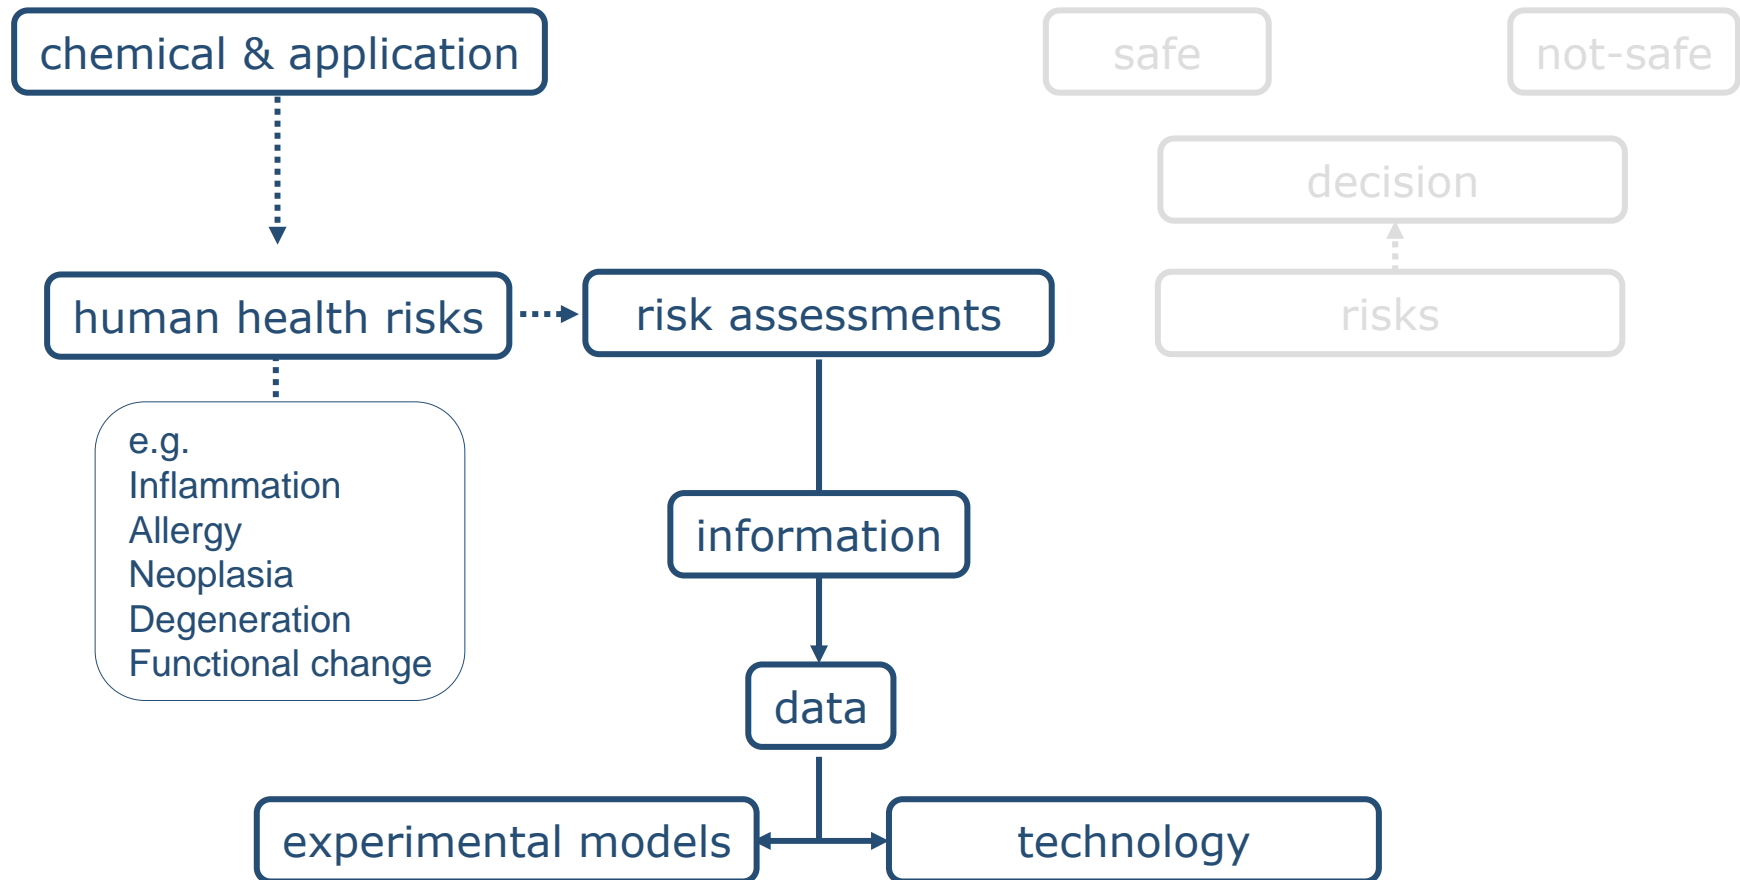 chemical & application
safe
not-safe
decision
human health risks
risk assessments
risks
e.g.
Inflammation
Allergy
Neoplasia
Degeneration
Functional change
information
data
experimental models
technology